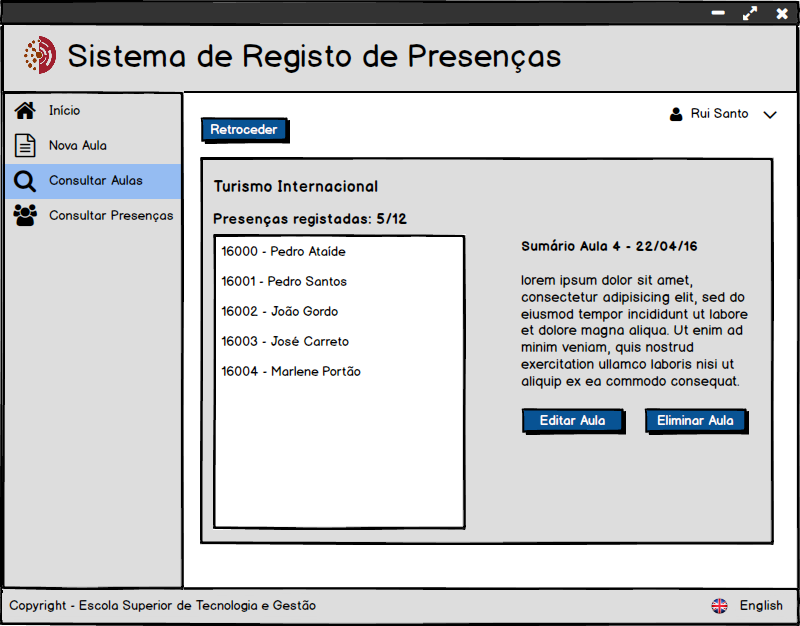 Sistema de Registo de Presenças
Início
Nova Aula
Consultar Aulas
Consultar Presenças
Rui Santo
Retroceder
Turismo Internacional
Presenças registadas: 5/12
16000 - Pedro Ataíde
16001 - Pedro Santos
16002 - João Gordo
16003 - José Carreto
16004 - Marlene Portão
Sumário Aula 4 - 22/04/16
lorem ipsum dolor sit amet,
consectetur adipisicing elit, sed do
eiusmod tempor incididunt ut labore
et dolore magna aliqua. Ut enim ad
minim veniam, quis nostrud
exercitation ullamco laboris nisi ut
aliquip ex ea commodo consequat.
Editar Aula
Eliminar Aula
Copyright - Escola Superior de Tecnologia e Gestão
English